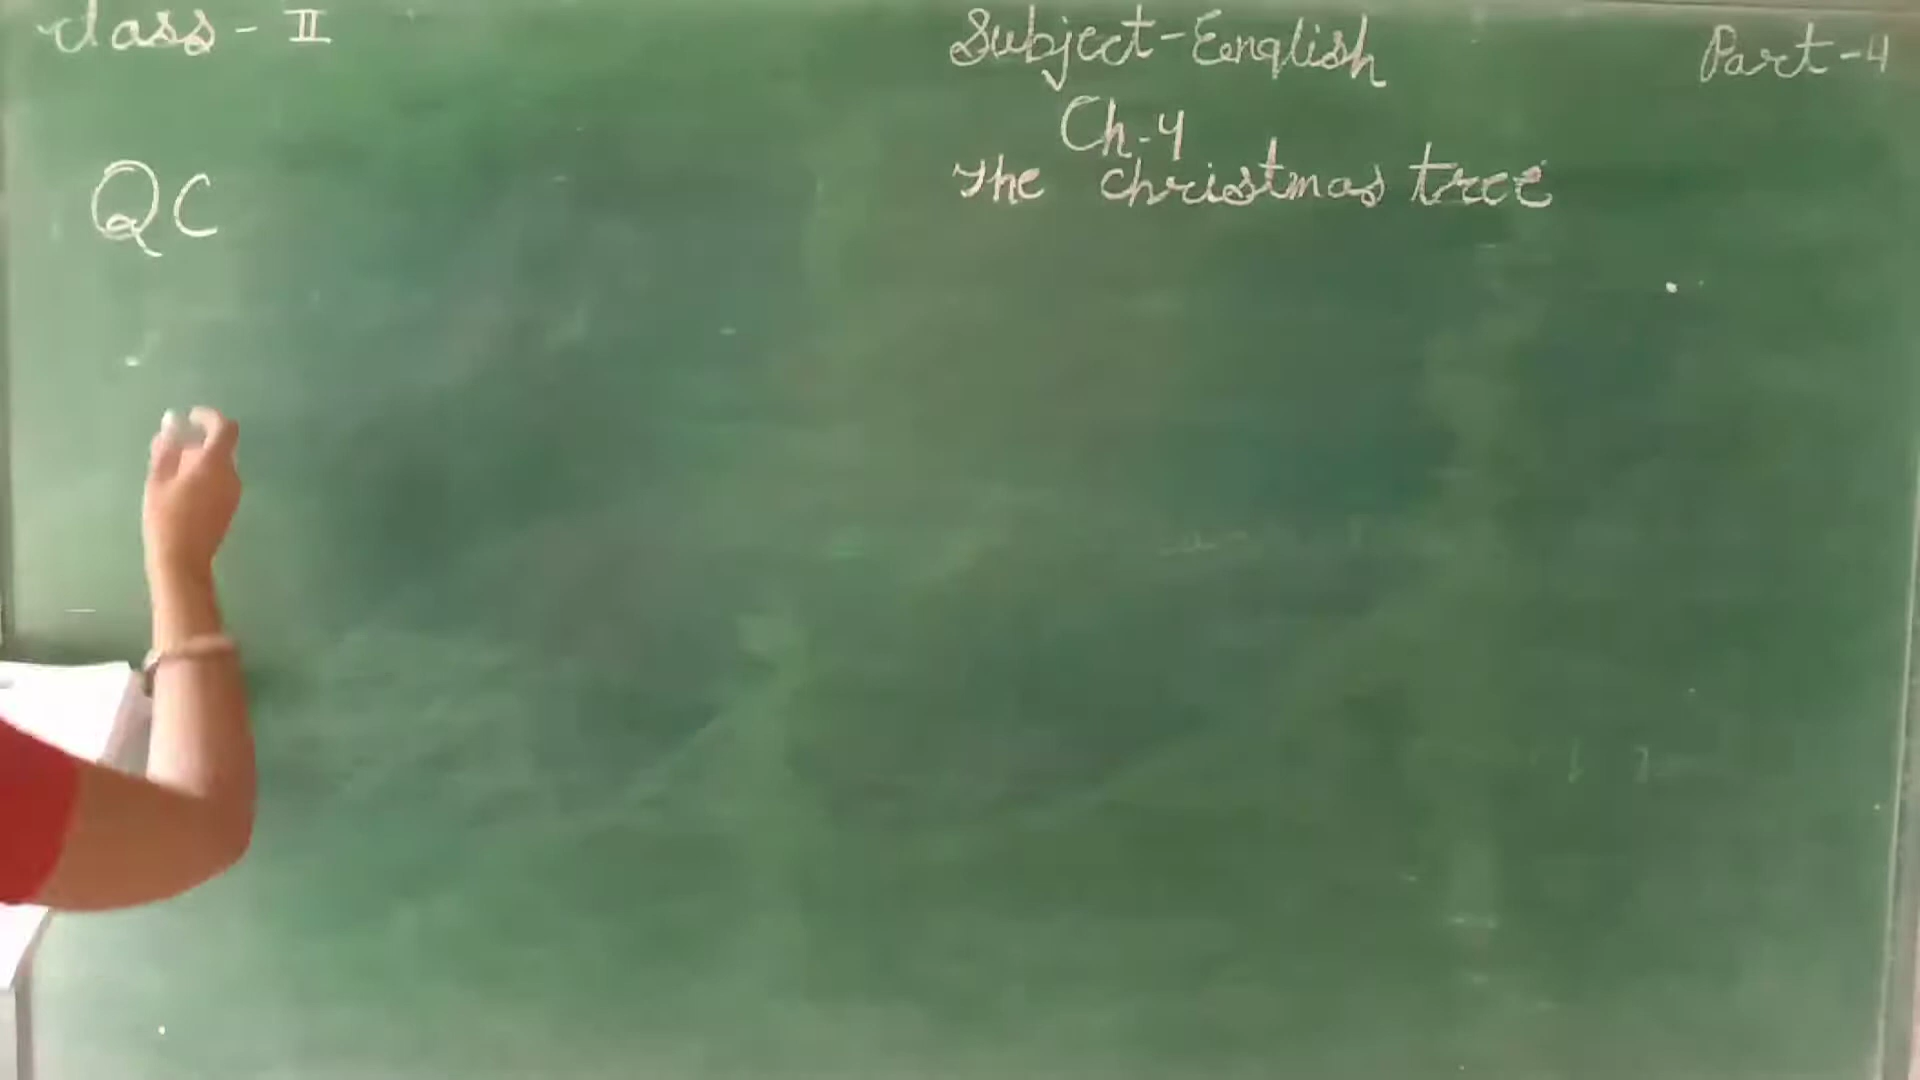 Class - II Subject - English Part - 4
Ch - 4
The christmas tree
QC